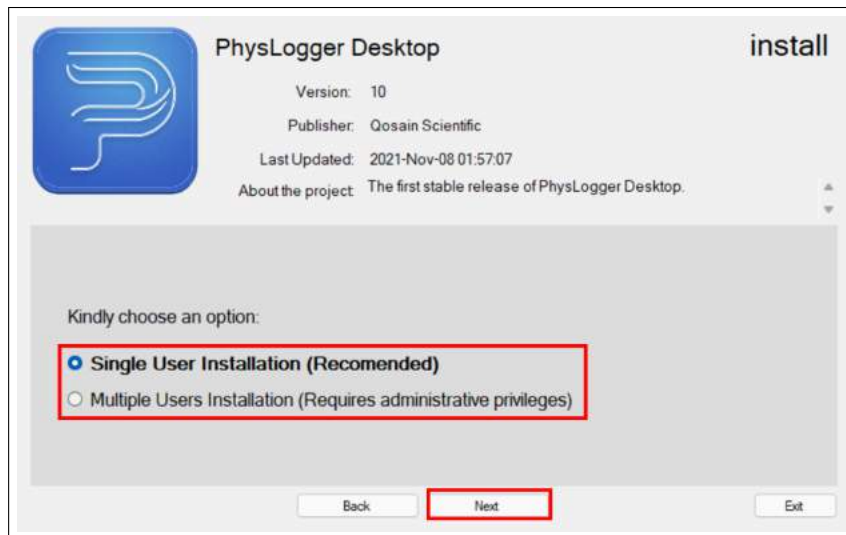 PhysLogger Desktop
install
Version: 10
Publisher: Qosain Scientific
Last Updated: 2021-Nov-08 01:57:07
About the project: The first stable release of PhysLogger Desktop.
Kindly choose an option:
Single User Installation (Recomended)
Multiple Users Installation (Requires administrative privileges)
Back Next Exit